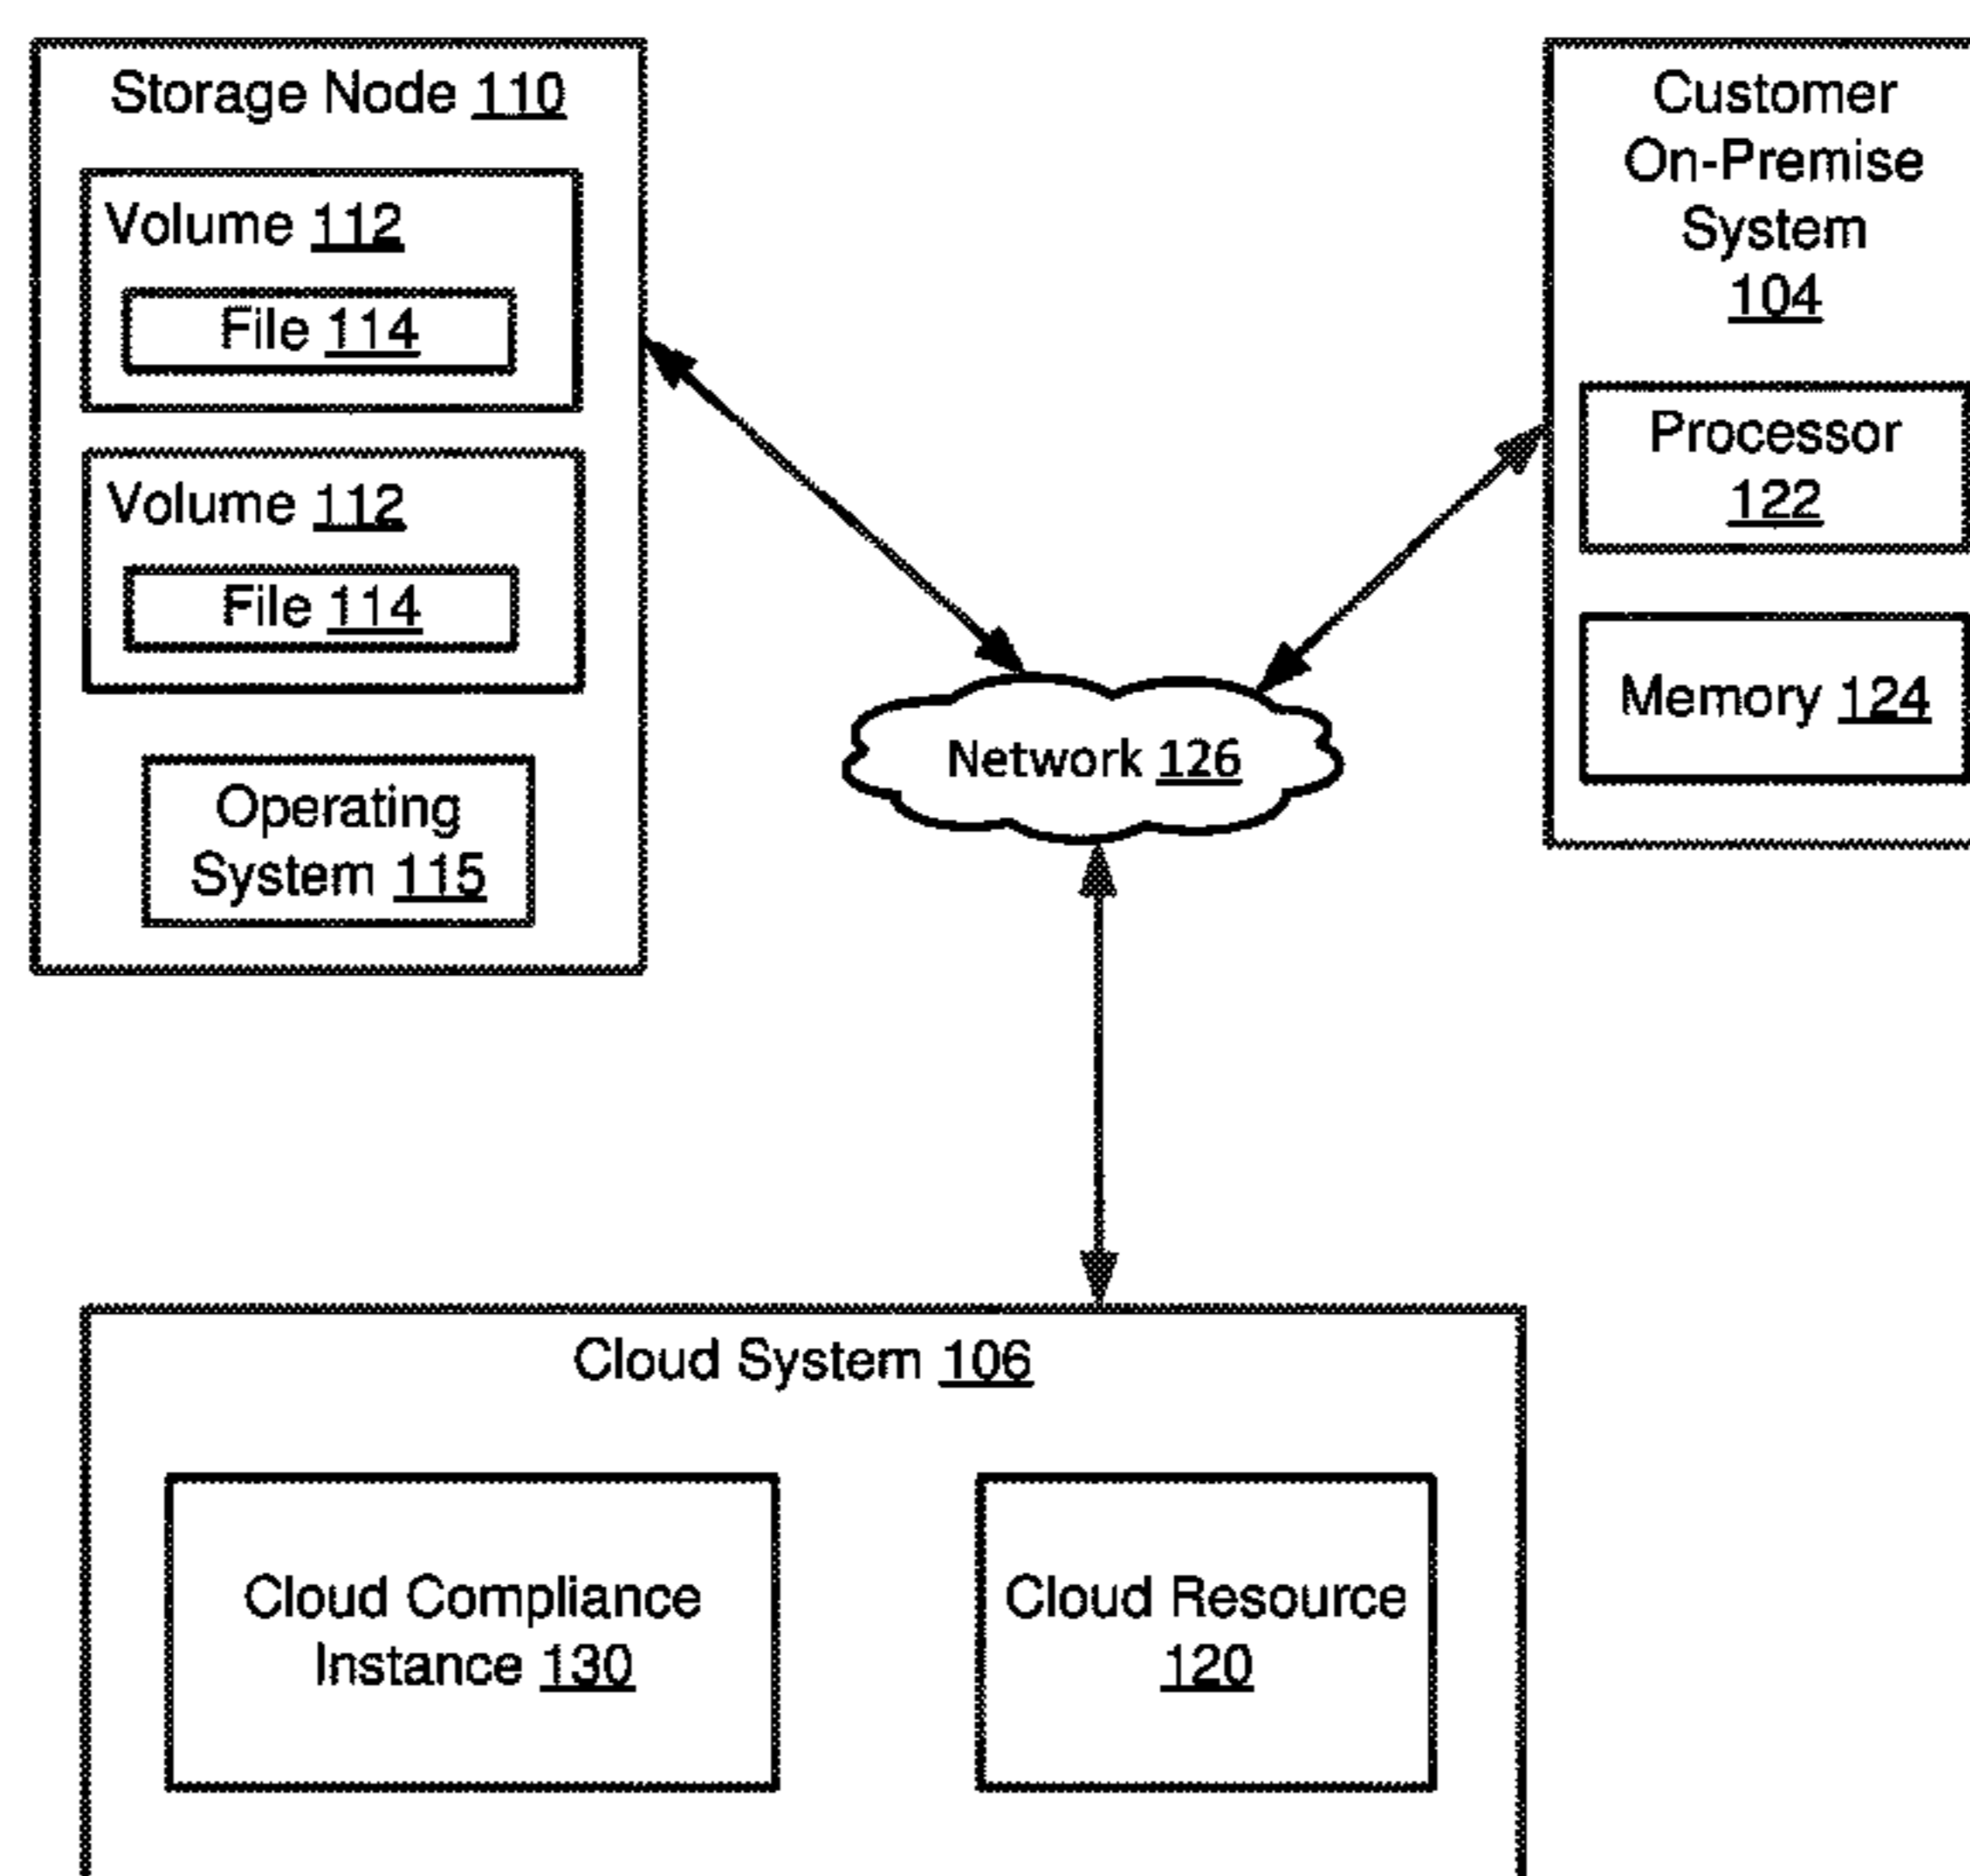 Storage Node 110
Volume 112
File 114
Volume 112
File 114
Operating
System 115
Customer
On-Premise
System
104
Processor
122
Memory 124
Network 126
Cloud System 106
Cloud Compliance
Instance 130
Cloud Resource
120